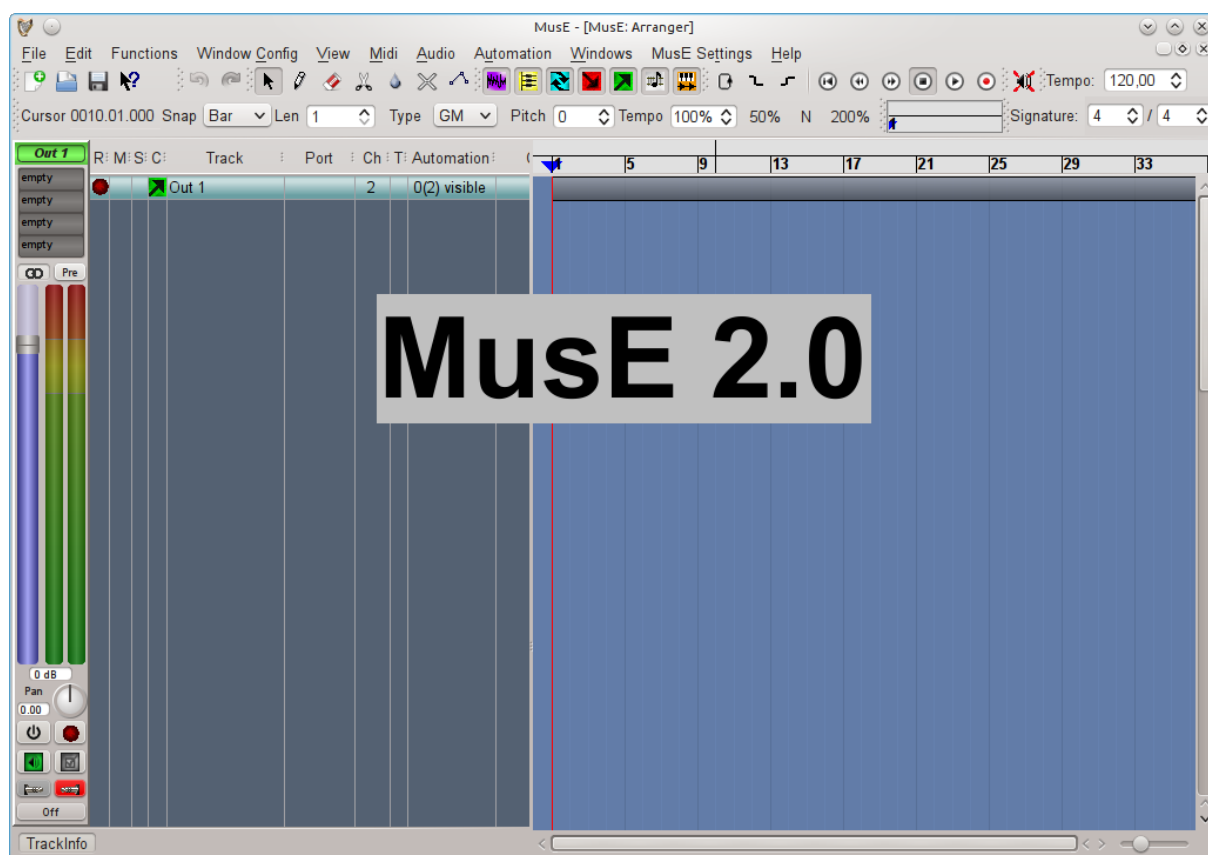 MusE - [MusE: Arranger]
File Edit Functions Window Config View Midi Audio Automation Windows MusE Settings Help
Tempo: 120,00
Cursor 0010.01.000 Snap Bar Len 1 Type GM Pitch 0 Tempo 100% 50% N 200% Signature: 4 / 4
Out 1 R M S C Track Port Ch T Automation 5 9 13 17 21 25 29 33
empty Out 1 2 0(2) visible
empty
empty
empty
Pre
MusE 2.0
0 dB
Pan
0.00
Off
TrackInfo